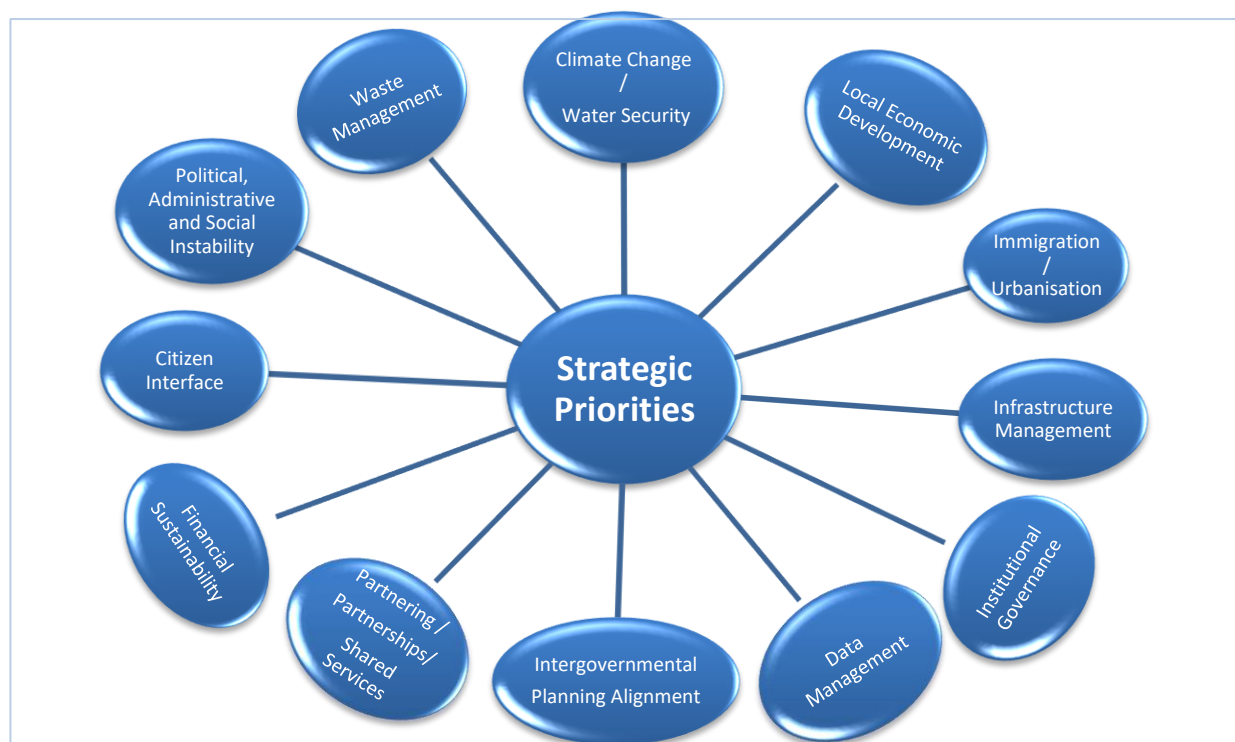 Climate Change
/
Water Security
Local Economic
Development
Immigration
/
Urbanisation
Infrastructure
Management
Institutional
Governance
Data
Management
Intergovernmental
Planning Alignment
Partnering /
Partnerships/
Shared
Services
Financial
Sustainability
Citizen
Interface
Political,
Administrative
and Social
Instability
Waste
Management
Strategic
Priorities